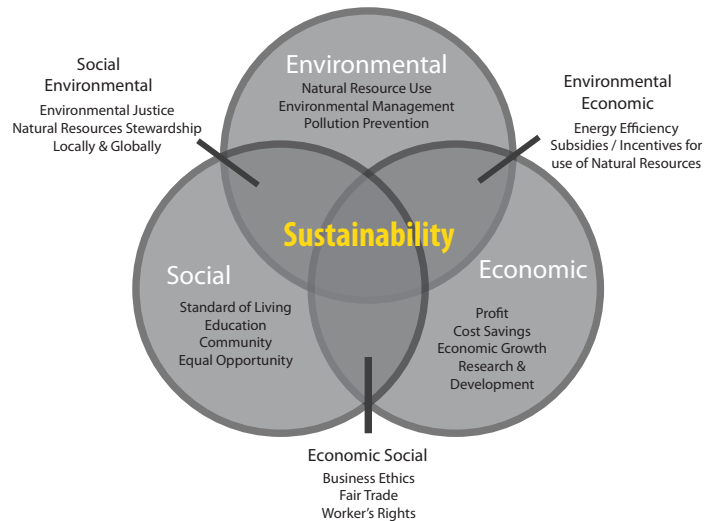 Environmental
Natural Resource Use
Environmental Management
Pollution Prevention
Social
Environmental
Environmental Justice
Natural Resources Stewardship
Locally & Globally
Environmental
Economic
Energy Efficiency
Subsidies / Incentives for
use of Natural Resources
Sustainability
Social
Standard of Living
Education
Community
Equal Opportunity
Economic
Profit
Cost Savings
Economic Growth
Research &
Development
Economic Social
Business Ethics
Fair Trade
Worker's Rights